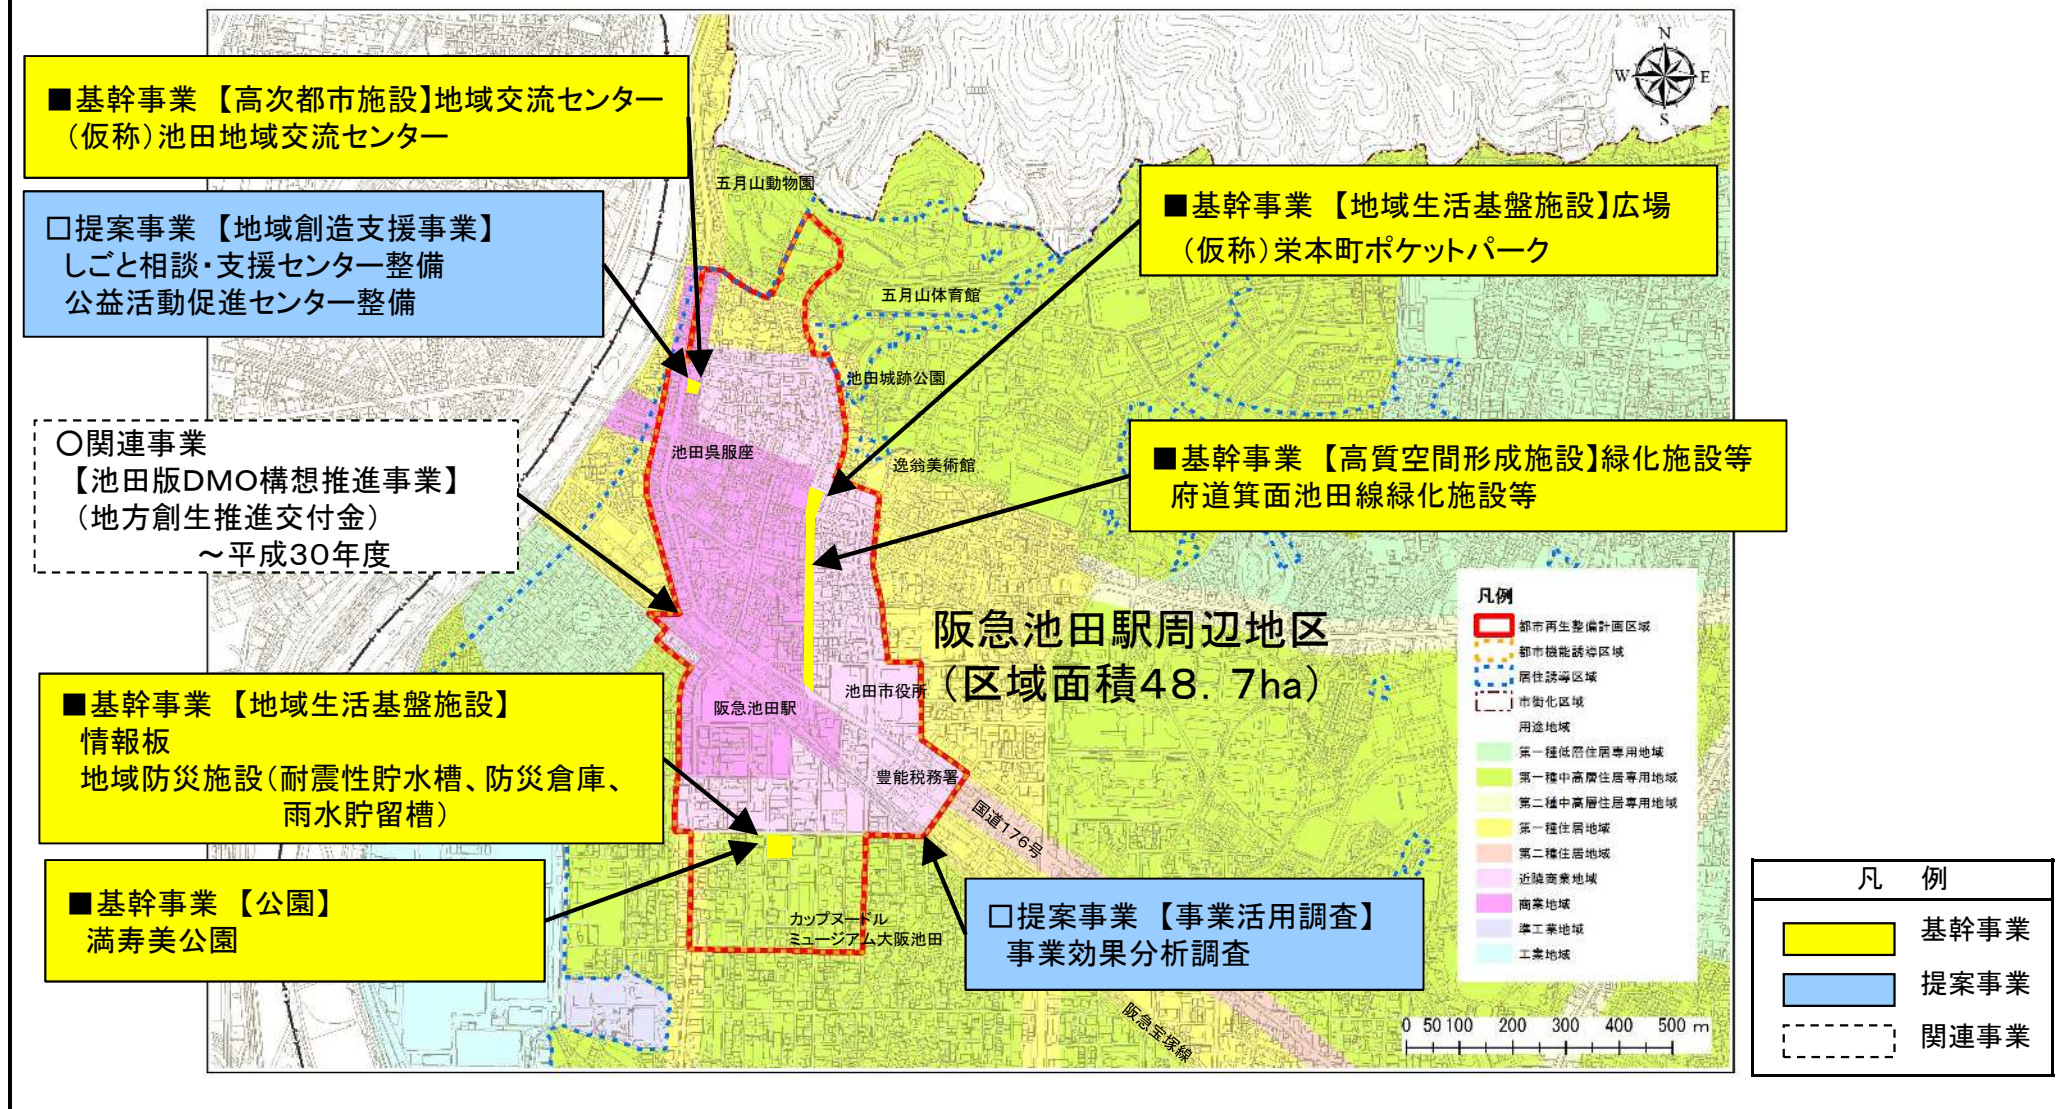 ■基幹事業 【高次都市施設】地域交流センター
（仮称）池田地域交流センター
□提案事業 【地域創造支援事業】
しごと相談・支援センター整備
公益活動促進センター整備
○関連事業
【池田版DMO構想推進事業】
（地方創生推進交付金）
～平成30年度
■基幹事業 【地域生活基盤施設】
情報板
地域防災施設（耐震性貯水槽、防災倉庫、
雨水貯留槽）
■基幹事業 【公園】
満寿美公園
■基幹事業 【地域生活基盤施設】広場
（仮称）栄本町ポケットパーク
■基幹事業 【高質空間形成施設】緑化施設等
府道箕面池田線緑化施設等
□提案事業 【事業活用調査】
事業効果分析調査
阪急池田駅周辺地区
（区域面積48．7ha）
五月山動物園
五月山体育館
池田城跡公園
池田呉服座
逸翁美術館
池田市役所
阪急池田駅
豊能税務署
国道176号
カップヌードル
ミュージアム大阪池田
阪急宝塚線
N
W
E
S
凡例
都市再生整備計画区域
都市機能誘導区域
居住誘導区域
市街化区域
用途地域
第一種低層住居専用地域
第一種中高層住居専用地域
第二種中高層住居専用地域
第一種住居地域
第二種住居地域
近隣商業地域
商業地域
準工業地域
工業地域
0 50 100 200 300 400 500 m
凡 例
基幹事業
提案事業
関連事業